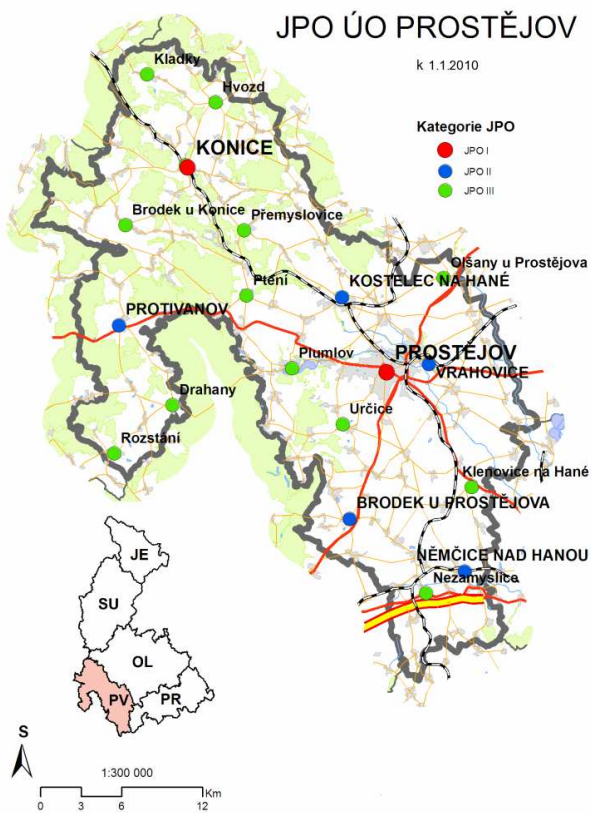 JPO ÚO PROSTĚJOV
k 1.1.2010
Kategorie JPO
JPO I
JPO II
JPO III
Kladky
Hvozd
KONICE
Brodek u Konice
Přemyslovice
Olšany u Prostějova
Ptení
KOSTELEC NA HANÉ
PROTIVANOV
PROSTĚJOV
VRAHOVICE
Plumlov
Drahany
Určice
Rozstání
Klenovice na Hané
BRODEK U PROSTĚJOVA
NĚMČICE NAD HANOU
Nezamyslice
JE
SU
OL
PV
PR
S
1:300 000
Km
0 3 6 12